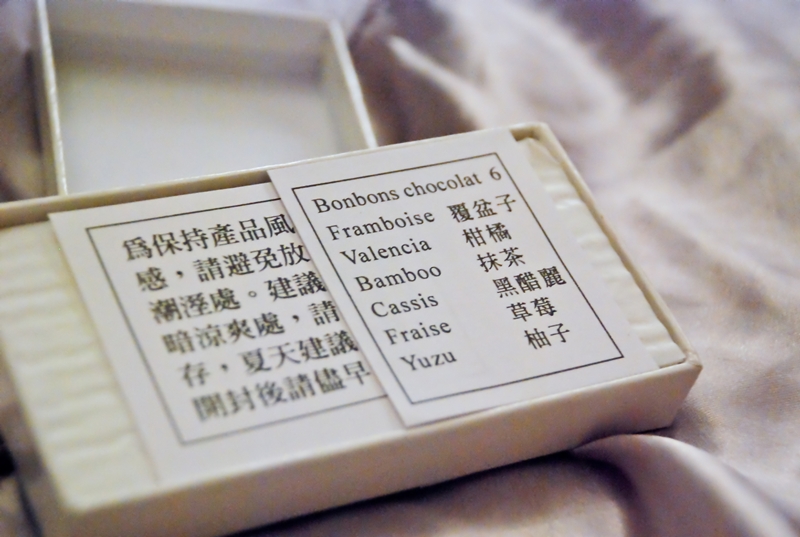 為保持產品風
感，請避免放
潮溼處。建議
暗涼爽處，請
存，夏天建議
開封後請儘早
Bonbons chocolat 6
Framboise 覆盆子
Valencia 柑橘
Bamboo 抹茶
Cassis 黑醋麗
Fraise 草莓
Yuzu 柚子